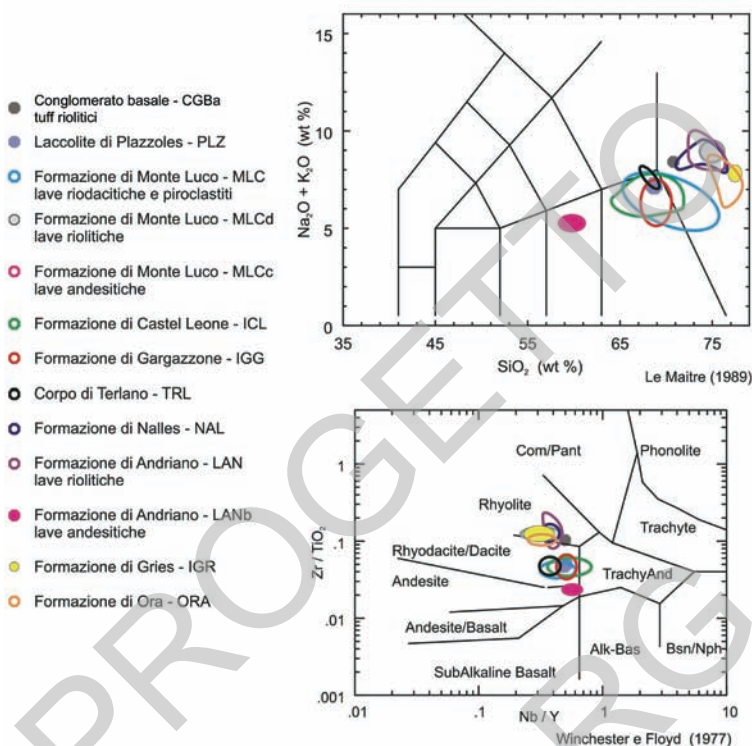 Conglomerato basale - CGBa
tuff riolitici
Laccolite di Plazzoles - PLZ
Formazione di Monte Luco - MLC
lave riodacitiche e piroclastiti
Formazione di Monte Luco - MLCd
lave riolitiche
Formazione di Monte Luco - MLCc
lave andesitiche
Formazione di Castel Leone - ICL
Formazione di Gargazzone - IGG
Corpo di Terlano - TRL
Formazione di Nalles - NAL
Formazione di Andriano - LAN
lave riolitiche
Formazione di Andriano - LANb
lave andesitiche
Formazione di Gries - IGR
Formazione di Ora - ORA
Na₂O + K₂O (wt %)
15
10
5
0
35
45
55
65
75
SiO₂ (wt %)
Le Maitre (1989)
Zr / TiO₂
1
.1
.01
.001
Com/Pant
Phonolite
Rhyolite
Trachyte
Rhyodacite/Dacite
TrachyAnd
Andesite
Andesite/Basalt
Alk-Bas
Bsn/Nph
SubAlkaline Basalt
.01
.1
1
10
Nb / Y
Winchester e Floyd (1977)
PROGETTO